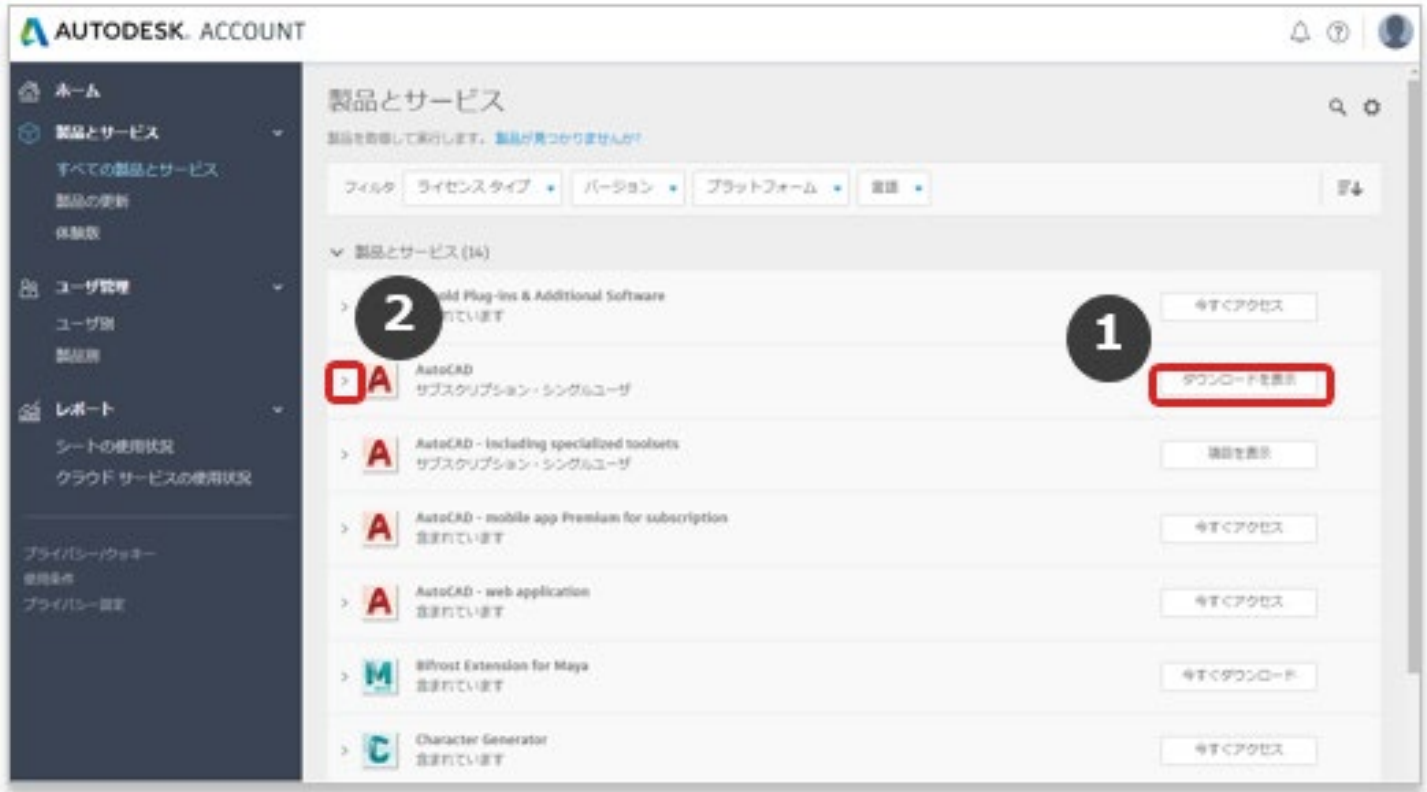 AUTODESK. ACCOUNT
ホーム
製品とサービス
すべての製品とサービス
製品の更新
体験版
ユーザ管理
ユーザ別
製品別
レポート
シートの使用状況
クラウド サービスの使用状況
プライバシー/クッキー
使用条件
プライバシー設定
製品とサービス
製品を取得して実行します。 製品が見つかりませんか?
フィルタ ライセンス タイプ バージョン プラットフォーム 言語
製品とサービス (14)
2
old Plug-ins & Additional Software
れています
今すぐアクセス
1
AutoCAD
サブスクリプション・シングルユーザ
ダウンロードを表示
AutoCAD - including specialized toolsets
サブスクリプション・シングルユーザ
項目を表示
AutoCAD - mobile app Premium for subscription
含まれています
今すぐアクセス
AutoCAD - web application
含まれています
今すぐアクセス
Bifrost Extension for Maya
含まれています
今すぐダウンロード
Character Generator
含まれています
今すぐアクセス